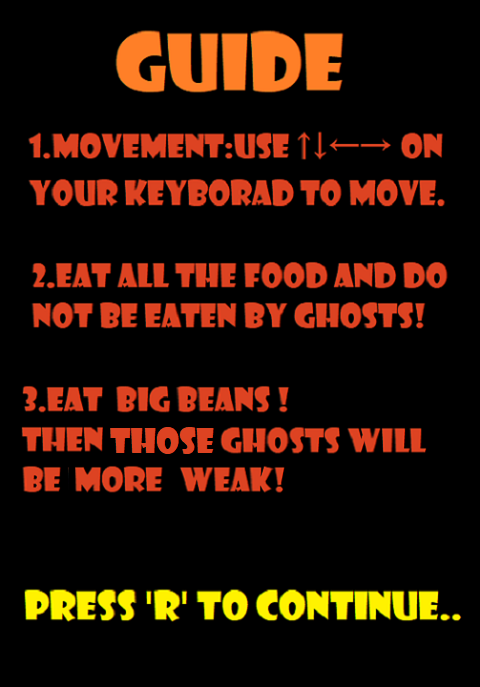 GUIDE
1.MOVEMENT:USE ↑↓←→ ON
YOUR KEYBORAD TO MOVE.
2.EAT ALL THE FOOD AND DO
NOT BE EATEN BY GHOSTS!
3.EAT BIG BEANS !
THEN THOSE GHOSTS WILL
BE MORE WEAK!
PRESS 'R' TO CONTINUE..